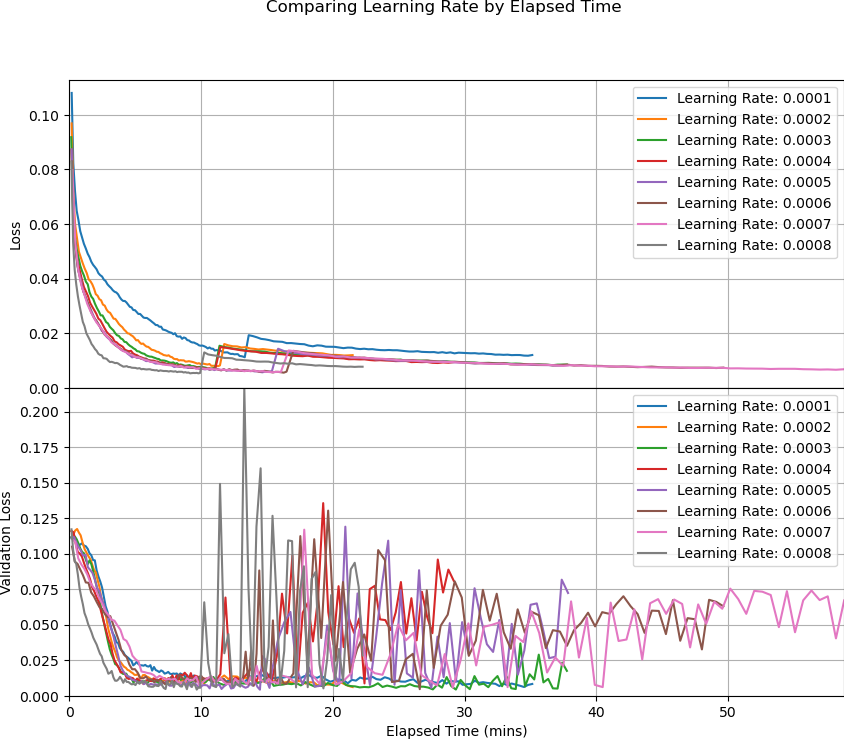 Comparing Learning Rate by Elapsed Time
Loss
0.10
0.08
0.06
0.04
0.02
0.00
Learning Rate: 0.0001
Learning Rate: 0.0002
Learning Rate: 0.0003
Learning Rate: 0.0004
Learning Rate: 0.0005
Learning Rate: 0.0006
Learning Rate: 0.0007
Learning Rate: 0.0008
Validation Loss
0.200
0.175
0.150
0.125
0.100
0.075
0.050
0.025
0.000
Learning Rate: 0.0001
Learning Rate: 0.0002
Learning Rate: 0.0003
Learning Rate: 0.0004
Learning Rate: 0.0005
Learning Rate: 0.0006
Learning Rate: 0.0007
Learning Rate: 0.0008
0 10 20 30 40 50
Elapsed Time (mins)